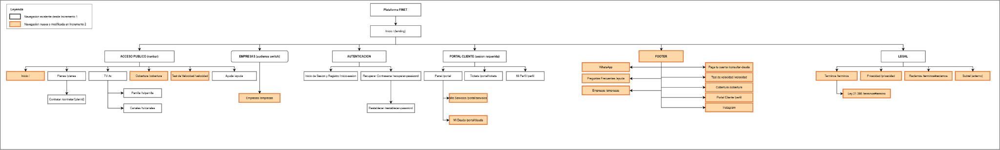 Leyenda
Navegacion existente desde Incremento 1
Navegacion nueva o modificada en Incremento 2
Plataforma FINET
Inicio / (landing)
ACCESO PUBLICO (navbar)
EMPRESAS (audience switch)
AUTENTICACION
PORTAL CLIENTE (sesion requerida)
FOOTER
LEGAL
Inicio /
Planes /planes
TV /tv
Cobertura /cobertura
Test de Velocidad /velocidad
Ayuda /ayuda
Contratar /contratar/[planId]
Parrilla /tv/parrilla
Canales /tv/canales
Empresas /empresas
Inicio de Sesion y Registro /inicio-sesion
Recuperar Contrasena /recuperar-password
Restablecer /restablecer-password
Panel /portal
Tickets /portal/tickets
Mi Perfil /perfil
Mis Servicios /portal/servicios
Mi Deuda /portal/deuda
WhatsApp
Preguntas Frecuentes /ayuda
Empresas /empresas
Paga tu cuenta /consultar-deuda
Test de velocidad /velocidad
Cobertura /cobertura
Portal Cliente /perfil
Instagram
Terminos /terminos
Privacidad /privacidad
Reclamos /terminos#reclamos
Subtel (externo)
Ley 21.398 /terminos#termino